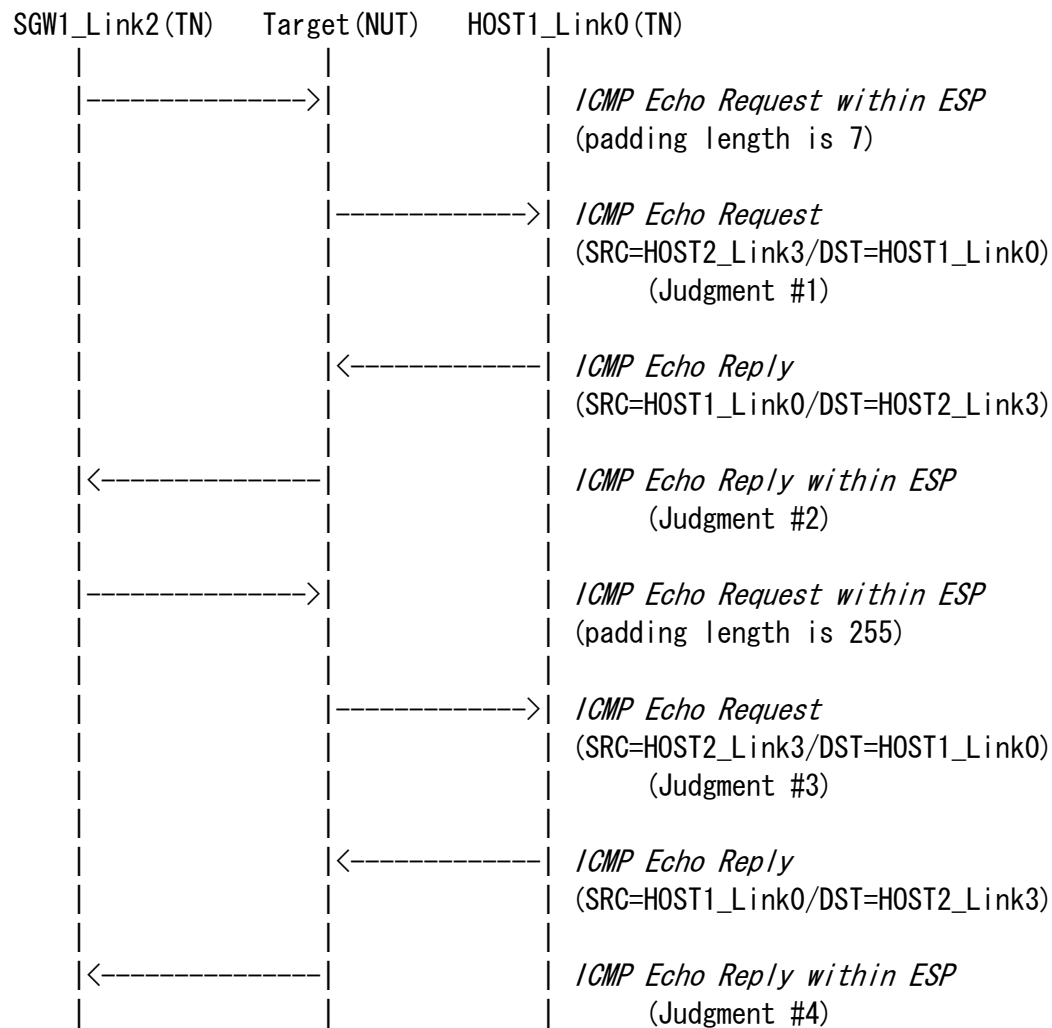 SGW1_Link2(TN) Target(NUT) HOST1_Link0(TN)
| | |
|--------------->| | ICMP Echo Request within ESP
| | | (padding length is 7)
| | |
| |------------->| ICMP Echo Request
| | | (SRC=HOST2_Link3/DST=HOST1_Link0)
| | | (Judgment #1)
| | |
| |<-------------| ICMP Echo Reply
| | | (SRC=HOST1_Link0/DST=HOST2_Link3)
| | |
|<---------------| | ICMP Echo Reply within ESP
| | | (Judgment #2)
| | |
|--------------->| | ICMP Echo Request within ESP
| | | (padding length is 255)
| | |
| |------------->| ICMP Echo Request
| | | (SRC=HOST2_Link3/DST=HOST1_Link0)
| | | (Judgment #3)
| | |
| |<-------------| ICMP Echo Reply
| | | (SRC=HOST1_Link0/DST=HOST2_Link3)
| | |
|<---------------| | ICMP Echo Reply within ESP
| | | (Judgment #4)